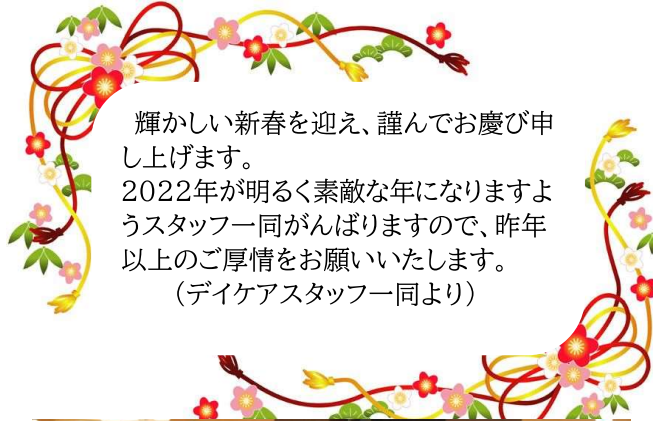 輝かしい新春を迎え、謹んでお慶び申
し上げます。
2022年が明るく素敵な年になりますよ
うスタッフ一同がんばりますので、昨年
以上のご厚情をお願いいたします。
（デイケアスタッフ一同より）